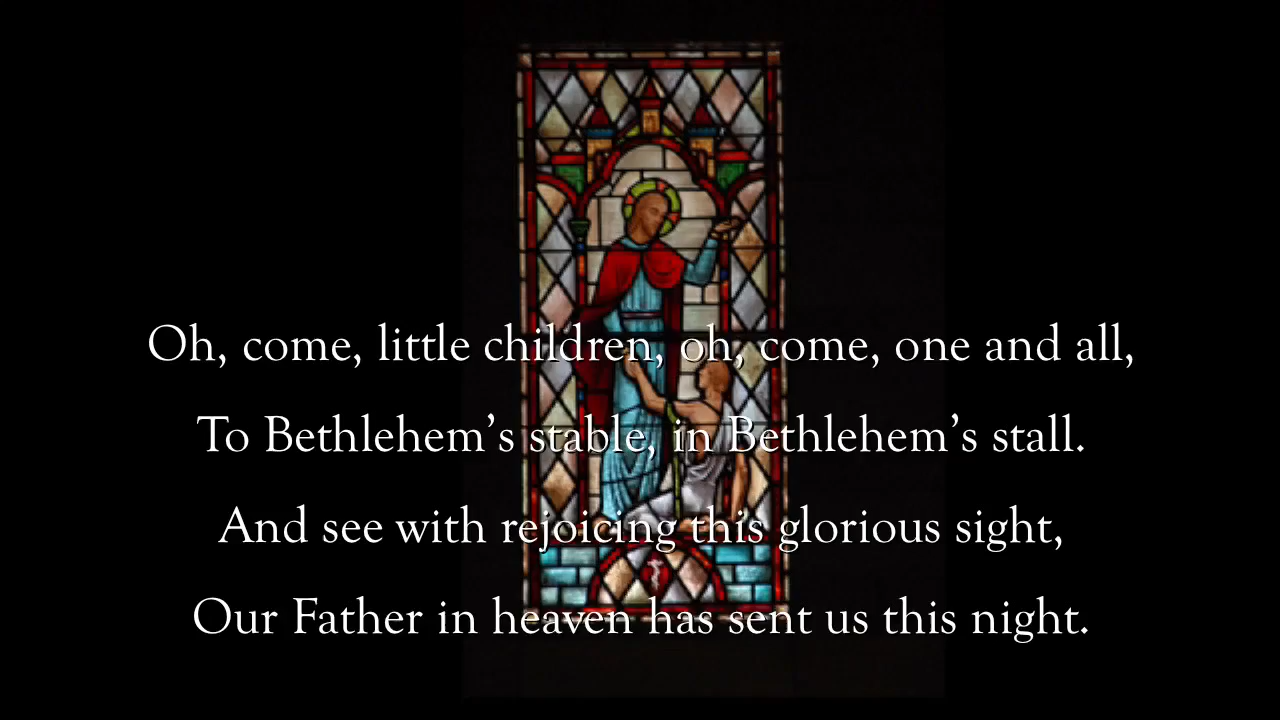 Oh, come, little children, oh, come, one and all,
To Bethlehem’s stable, in Bethlehem’s stall.
And see with rejoicing this glorious sight,
Our Father in heaven has sent us this night.